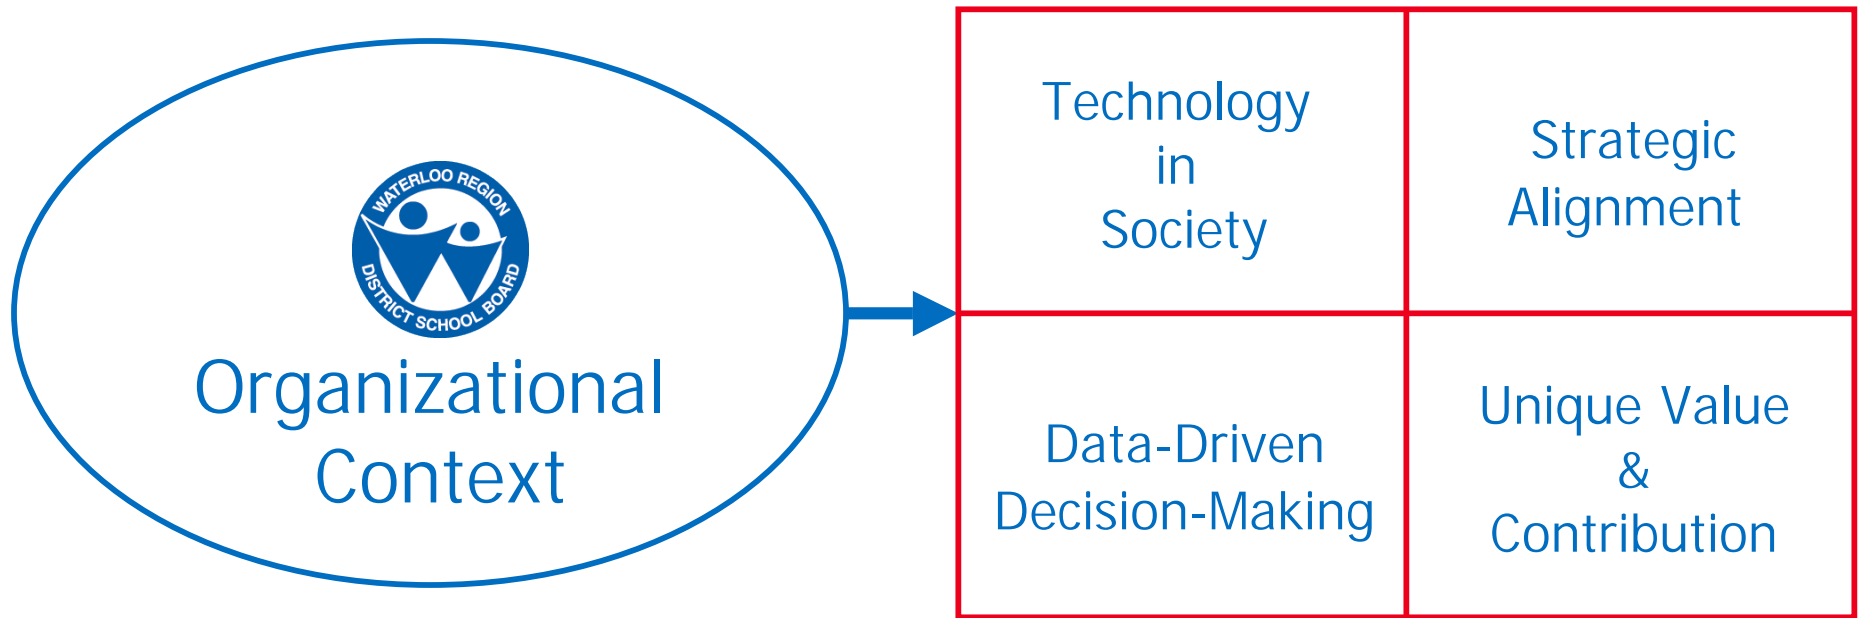 WATERLOO REGION
DISTRICT SCHOOL BOARD
Organizational
Context
Technology
in
Society
Strategic
Alignment
Data-Driven
Decision-Making
Unique Value
&
Contribution